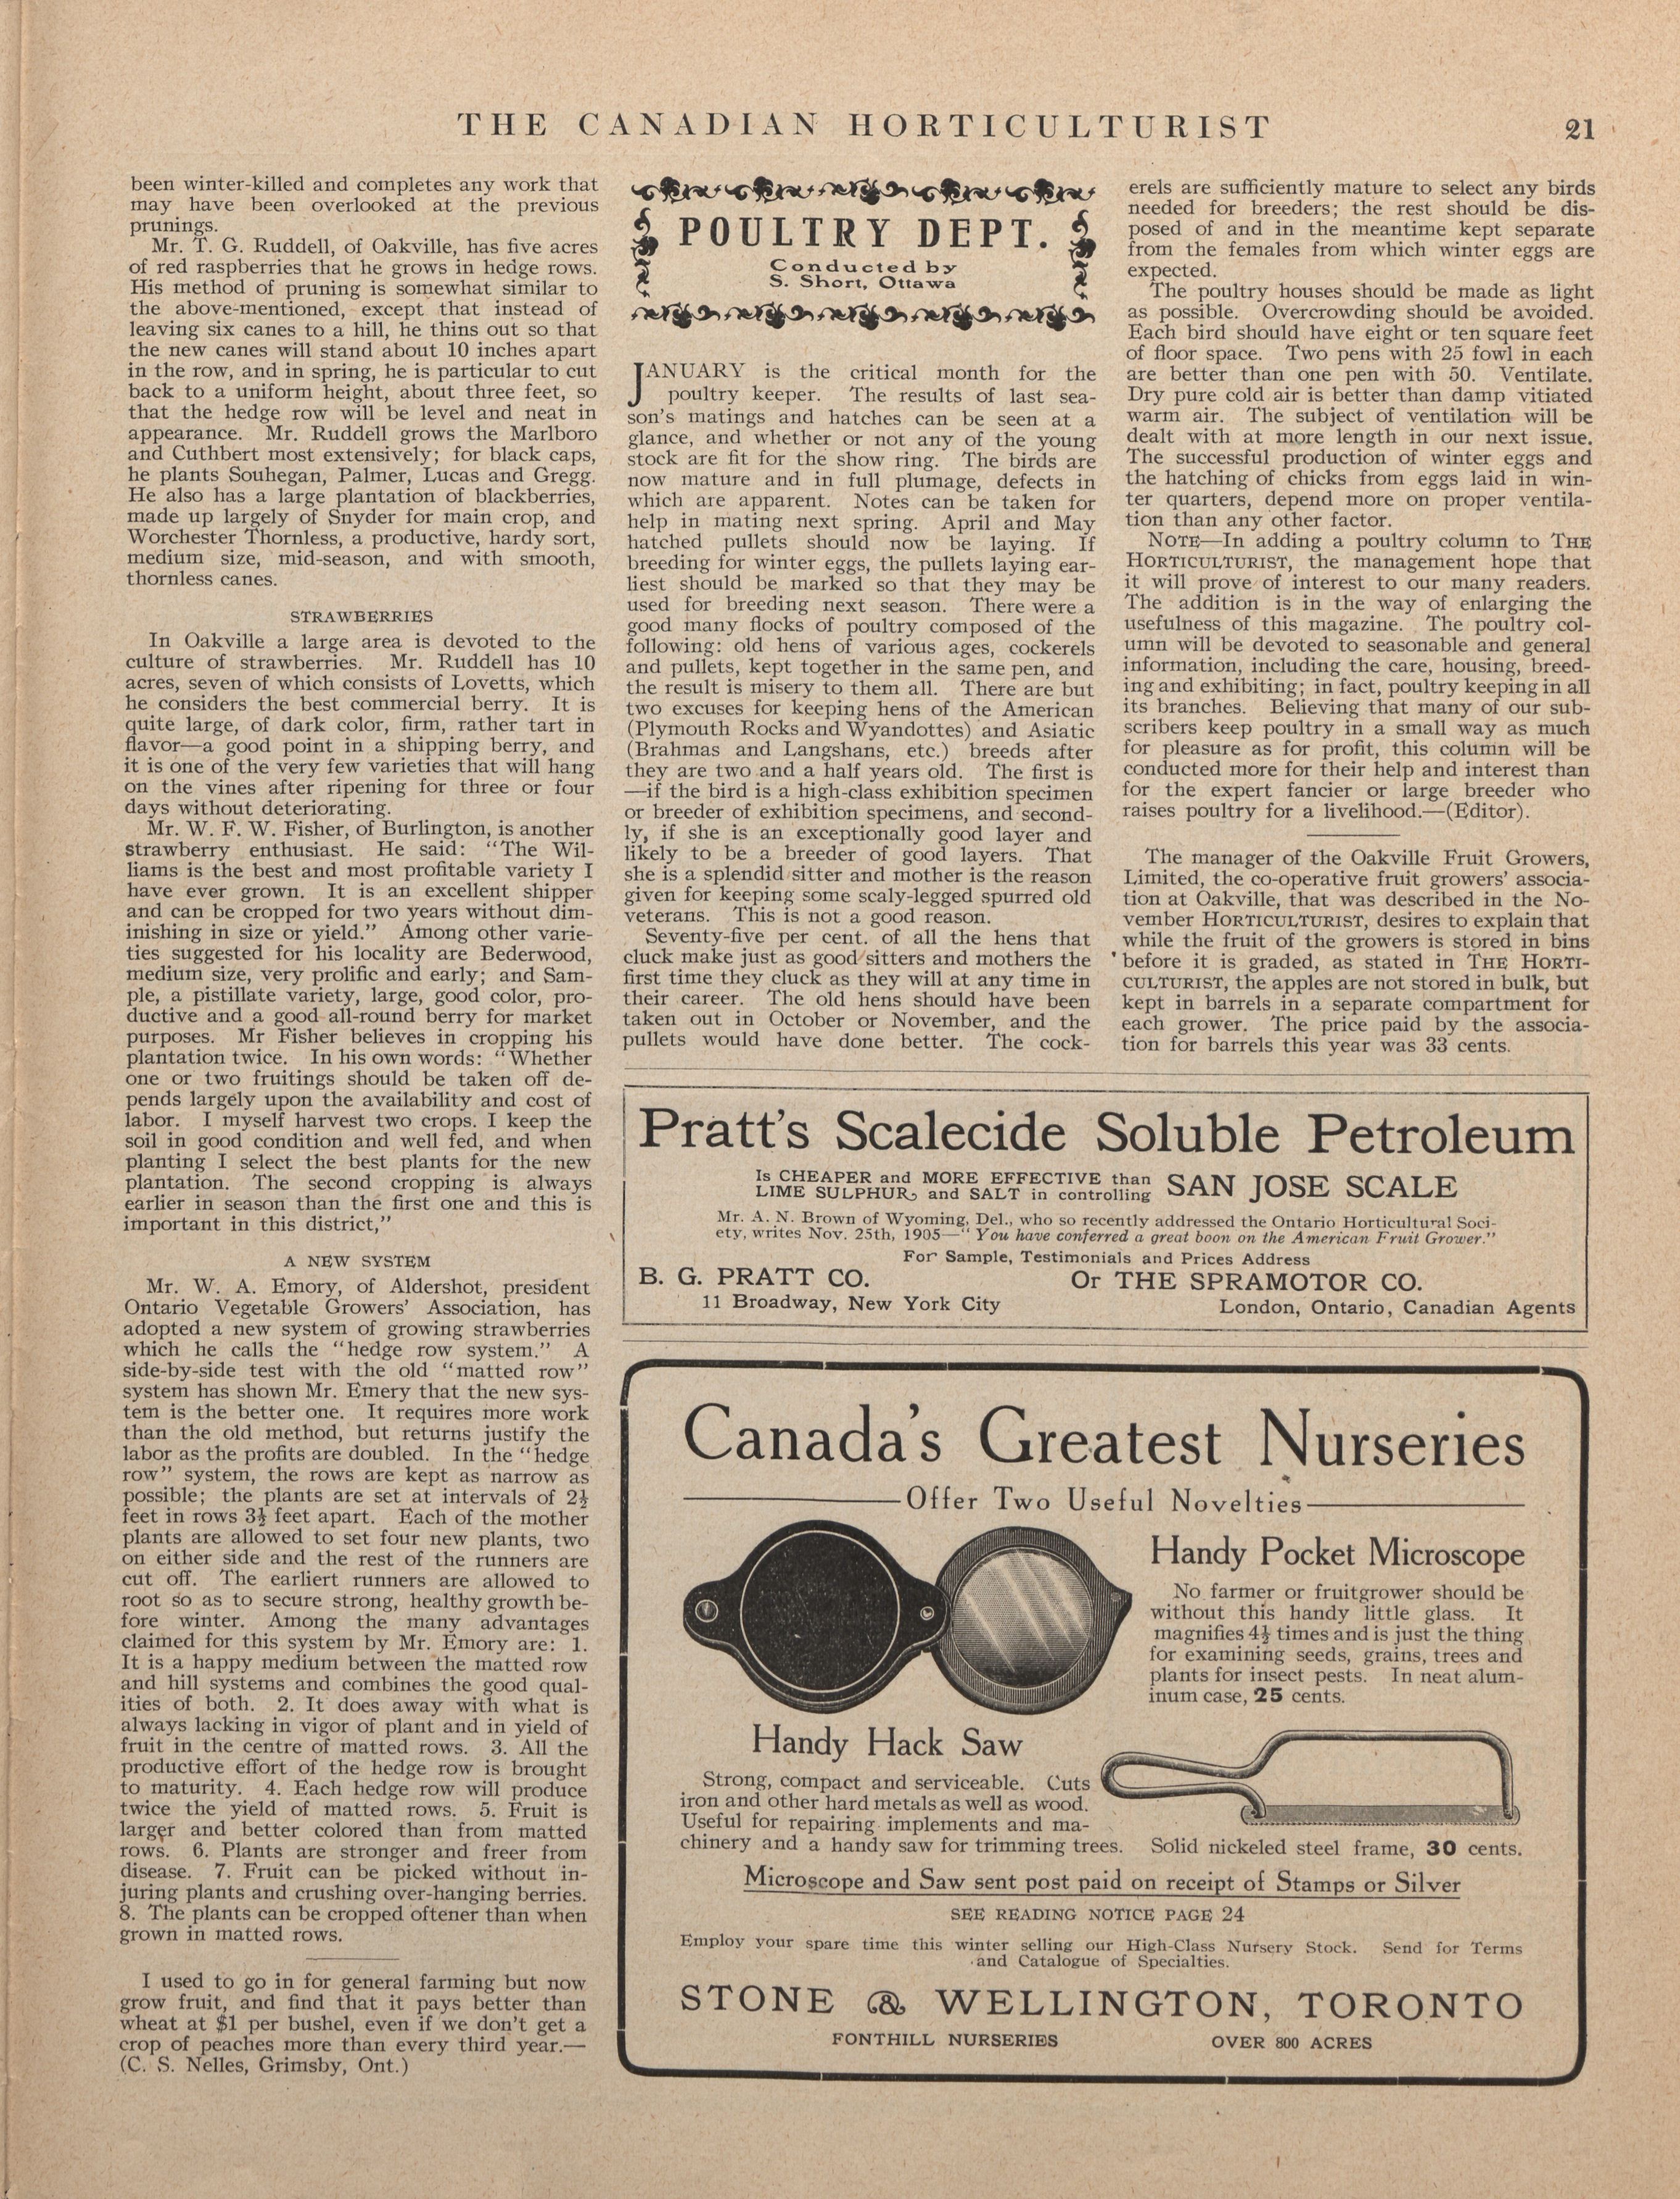 THE CANADIAN HORTICULTURIST
21
been winter-killed and completes any work that
may have been overlooked at the previous
prunings.
Mr. T. G. Ruddell, of Oakville, has five acres
of red raspberries that he grows in hedge rows.
His method of pruning is somewhat similar to
the above-mentioned, except that instead of
leaving six canes to a hill, he thins out so that
the new canes will stand about 10 inches apart
in the row, and in spring, he is particular to cut
back to a uniform height, about three feet, so
that the hedge row will be level and neat in
appearance. Mr. Ruddell grows the Marlboro
and Cuthbert most extensively; for black caps,
he plants Souhegan, Palmer, Lucas and Gregg.
He also has a large plantation of blackberries,
made up largely of Snyder for main crop, and
Worchester Thornless, a productive, hardy sort,
medium size, mid-season, and with smooth,
thornless canes.
STRAWBERRIES
In Oakville a large area is devoted to the
culture of strawberries. Mr. Ruddell has 10
acres, seven of which consists of Lovetts, which
he considers the best commercial berry. It is
quite large, of dark color, firm, rather tart in
flavor—a good point in a shipping berry, and
it is one of the very few varieties that will hang
on the vines after ripening for three or four
days without deteriorating.
Mr. W. F. W. Fisher, of Burlington, is another
strawberry enthusiast. He said: "The Wil-
liams is the best and most profitable variety I
have ever grown. It is an excellent shipper
and can be cropped for two years without dim-
inishing in size or yield." Among other varie-
ties suggested for his locality are Bederwood,
medium size, very prolific and early; and Sam-
ple, a pistillate variety, large, good color, pro-
ductive and a good all-round berry for market
purposes. Mr Fisher believes in cropping his
plantation twice. In his own words: "Whether
one or two fruitings should be taken off de-
pends largely upon the availability and cost of
labor. I myself harvest two crops. I keep the
soil in good condition and well fed, and when
planting I select the best plants for the new
plantation. The second cropping is always
earlier in season than the first one and this is
important in this district,"
A NEW SYSTEM
Mr. W. A. Emory, of Aldershot, president
Ontario Vegetable Growers' Association, has
adopted a new system of growing strawberries
which he calls the "hedge row system." A
side-by-side test with the old "matted row"
system has shown Mr. Emery that the new sys-
tem is the better one. It requires more work
than the old method, but returns justify the
labor as the profits are doubled. In the "hedge
row" system, the rows are kept as narrow as
possible; the plants are set at intervals of 2½
feet in rows 3½ feet apart. Each of the mother
plants are allowed to set four new plants, two
on either side and the rest of the runners are
cut off. The earliert runners are allowed to
root so as to secure strong, healthy growth be-
fore winter. Among the many advantages
claimed for this system by Mr. Emory are: 1.
It is a happy medium between the matted row
and hill systems and combines the good qual-
ities of both. 2. It does away with what is
always lacking in vigor of plant and in yield of
fruit in the centre of matted rows. 3. All the
productive effort of the hedge row is brought
to maturity. 4. Each hedge row will produce
twice the yield of matted rows. 5. Fruit is
larger and better colored than from matted
rows. 6. Plants are stronger and freer from
disease. 7. Fruit can be picked without in-
juring plants and crushing over-hanging berries.
8. The plants can be cropped oftener than when
grown in matted rows.
I used to go in for general farming but now
grow fruit, and find that it pays better than
wheat at $1 per bushel, even if we don't get a
crop of peaches more than every third year.—
(C. S. Nelles, Grimsby, Ont.)
POULTRY DEPT.
Conducted by
S. Short, Ottawa
JANUARY is the critical month for the
poultry keeper. The results of last sea-
son's matings and hatches can be seen at a
glance, and whether or not any of the young
stock are fit for the show ring. The birds are
now mature and in full plumage, defects in
which are apparent. Notes can be taken for
help in mating next spring. April and May
hatched pullets should now be laying. If
breeding for winter eggs, the pullets laying ear-
liest should be marked so that they may be
used for breeding next season. There were a
good many flocks of poultry composed of the
following: old hens of various ages, cockerels
and pullets, kept together in the same pen, and
the result is misery to them all. There are but
two excuses for keeping hens of the American
(Plymouth Rocks and Wyandottes) and Asiatic
(Brahmas and Langshans, etc.) breeds after
they are two and a half years old. The first is
—if the bird is a high-class exhibition specimen
or breeder of exhibition specimens, and second-
ly, if she is an exceptionally good layer and
likely to be a breeder of good layers. That
she is a splendid sitter and mother is the reason
given for keeping some scaly-legged spurred old
veterans. This is not a good reason.
Seventy-five per cent. of all the hens that
cluck make just as good sitters and mothers the
first time they cluck as they will at any time in
their career. The old hens should have been
taken out in October or November, and the
pullets would have done better. The cock-
erels are sufficiently mature to select any birds
needed for breeders; the rest should be dis-
posed of and in the meantime kept separate
from the females from which winter eggs are
expected.
The poultry houses should be made as light
as possible. Overcrowding should be avoided.
Each bird should have eight or ten square feet
of floor space. Two pens with 25 fowl in each
are better than one pen with 50. Ventilate.
Dry pure cold air is better than damp vitiated
warm air. The subject of ventilation will be
dealt with at more length in our next issue.
The successful production of winter eggs and
the hatching of chicks from eggs laid in win-
ter quarters, depend more on proper ventila-
tion than any other factor.
NOTE—In adding a poultry column to THE
HORTICULTURIST, the management hope that
it will prove of interest to our many readers.
The addition is in the way of enlarging the
usefulness of this magazine. The poultry col-
umn will be devoted to seasonable and general
information, including the care, housing, breed-
ing and exhibiting; in fact, poultry keeping in all
its branches. Believing that many of our sub-
scribers keep poultry in a small way as much
for pleasure as for profit, this column will be
conducted more for their help and interest than
for the expert fancier or large breeder who
raises poultry for a livelihood.—(Editor).
The manager of the Oakville Fruit Growers,
Limited, the co-operative fruit growers' associa-
tion at Oakville, that was described in the No-
vember HORTICULTURIST, desires to explain that
while the fruit of the growers is stored in bins
before it is graded, as stated in THE HORTI-
CULTURIST, the apples are not stored in bulk, but
kept in barrels in a separate compartment for
each grower. The price paid by the associa-
tion for barrels this year was 33 cents.
Pratt's Scalecide Soluble Petroleum
Is CHEAPER and MORE EFFECTIVE than
LIME SULPHUR, and SALT in controlling
SAN JOSE SCALE
Mr. A. N. Brown of Wyoming, Del., who so recently addressed the Ontario Horticultural Soci-
ety, writes Nov. 25th, 1905—"You have conferred a great boon on the American Fruit Grower."
For Sample, Testimonials and Prices Address
B. G. PRATT CO. Or THE SPRAMOTOR CO.
11 Broadway, New York City London, Ontario, Canadian Agents
Canada's Greatest Nurseries
Offer Two Useful Novelties
Handy Pocket Microscope
No farmer or fruitgrower should be
without this handy little glass. It
magnifies 4½ times and is just the thing
for examining seeds, grains, trees and
plants for insect pests. In neat alum-
inum case, 25 cents.
Handy Hack Saw
Strong, compact and serviceable. Cuts
iron and other hard metals as well as wood.
Useful for repairing implements and ma-
chinery and a handy saw for trimming trees. Solid nickeled steel frame, 30 cents.
Microscope and Saw sent post paid on receipt of Stamps or Silver
SEE READING NOTICE PAGE 24
Employ your spare time this winter selling our High-Class Nursery Stock. Send for Terms
and Catalogue of Specialties.
STONE & WELLINGTON, TORONTO
FONTHILL NURSERIES OVER 800 ACRES